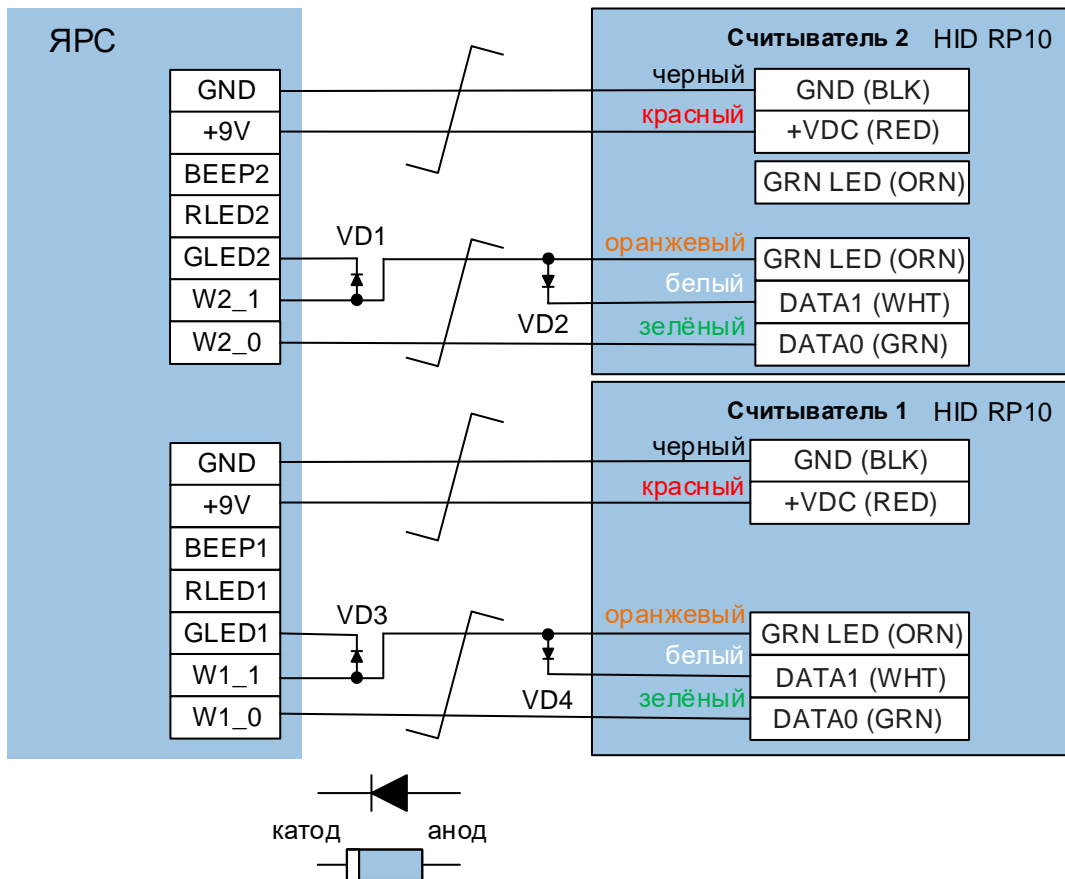 ЯРС
GND
+9V
BEEP2
RLED2
GLED2
W2_1
W2_0
VD1
VD2
Считыватель 2 HID RP10
черный
GND (BLK)
красный
+VDC (RED)
GRN LED (ORN)
оранжевый
GRN LED (ORN)
белый
DATA1 (WHT)
зелёный
DATA0 (GRN)
GND
+9V
BEEP1
RLED1
GLED1
W1_1
W1_0
VD3
VD4
Считыватель 1 HID RP10
черный
GND (BLK)
красный
+VDC (RED)
оранжевый
GRN LED (ORN)
белый
DATA1 (WHT)
зелёный
DATA0 (GRN)
катод анод